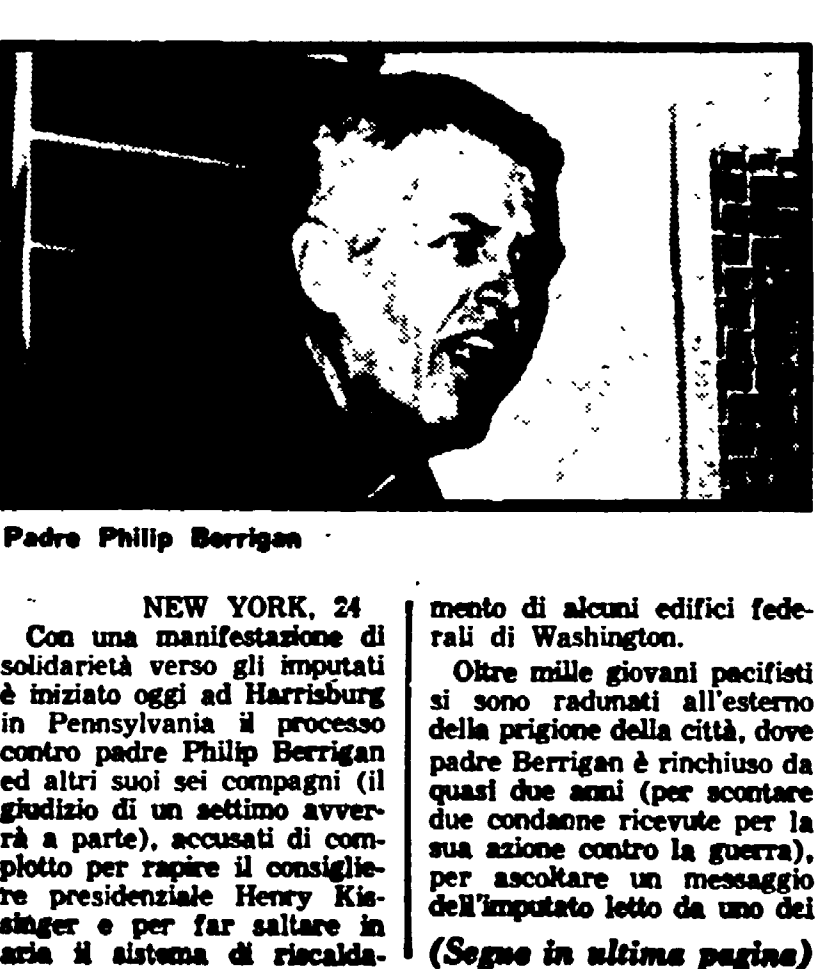 Padre Philip Berrigan
NEW YORK, 24
Con una manifestazione di
solidarietà verso gli imputati
è iniziato oggi ad Harrisburg
in Pennsylvania il processo
contro padre Philip Berrigan
ed altri suoi sei compagni (il
giudizio di un settimo avver-
rà a parte), accusati di com-
plotto per rapire il consiglie-
re presidenziale Henry Kis-
singer e per far saltare in
aria il sistema di riscalda-
mento di alcuni edifici fede-
rali di Washington.
Oltre mille giovani pacifisti
si sono radunati all'esterno
della prigione della città, dove
padre Berrigan è rinchiuso da
quasi due anni (per scontare
due condanne ricevute per la
sua azione contro la guerra),
per ascoltare un messaggio
dell'imputato letto da uno dei
(Segue in ultima pagina)